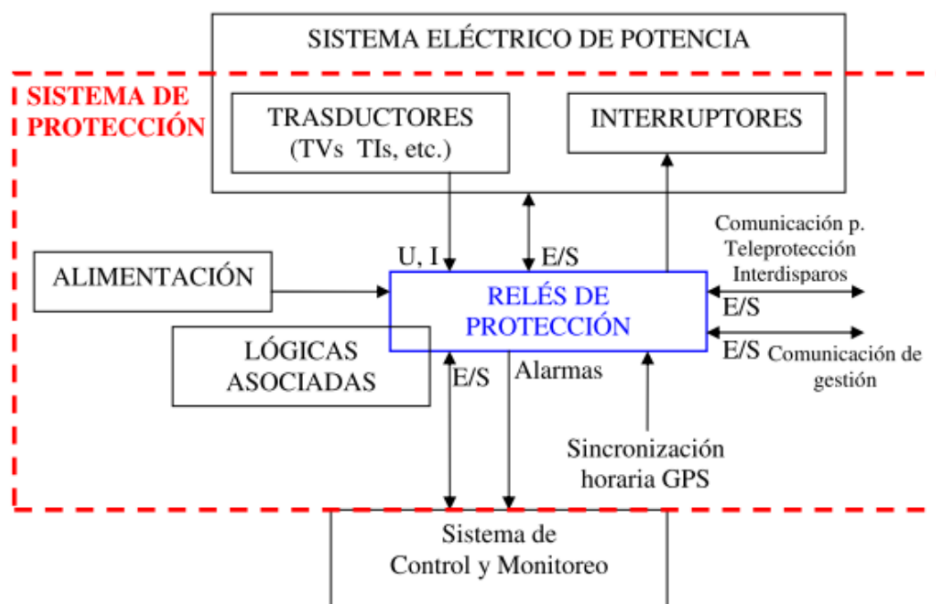 SISTEMA ELÉCTRICO DE POTENCIA
SISTEMA DE
PROTECCIÓN
TRASDUCTORES
(TVs TIs, etc.)
INTERRUPTORES
U, I
E/S
Comunicación p.
Teleprotección
Interdisparos
E/S
ALIMENTACIÓN
RELÉS DE
PROTECCIÓN
E/S
Comunicación de
gestión
LÓGICAS
ASOCIADAS
E/S
Alarmas
Sincronización
horaria GPS
Sistema de
Control y Monitoreo